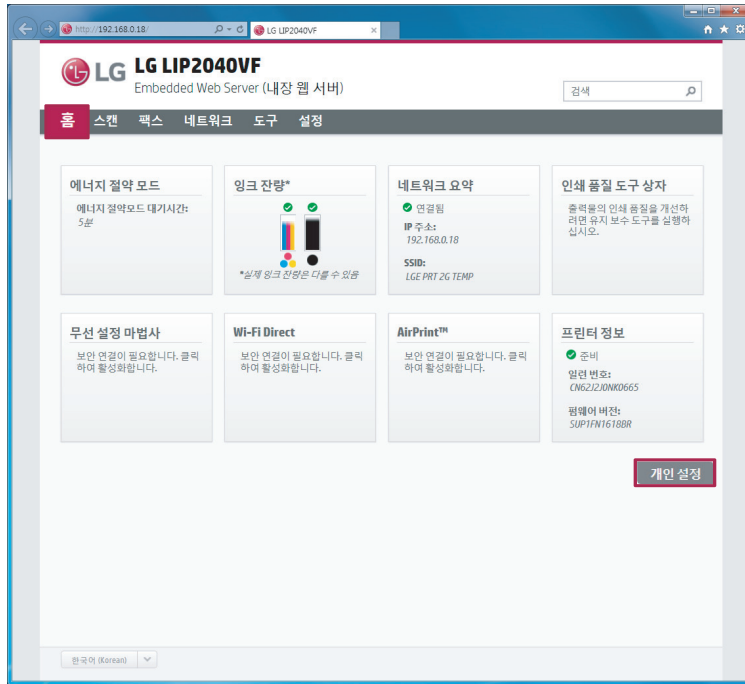 http://192.168.0.18/
LG LIP2040VF
LG
LG LIP2040VF
Embedded Web Server (내장 웹 서버)
검색
홈 스캔 팩스 네트워크 도구 설정
에너지 절약 모드
에너지 절약모드 대기시간:
5분
잉크 잔량*
*실제 잉크 잔량은 다를 수 있음
네트워크 요약
연결됨
IP 주소:
192.168.0.18
SSID:
LGE PRT 2G TEMP
인쇄 품질 도구 상자
출력물의 인쇄 품질을 개선하
려면 유지 보수 도구를 실행하
십시오.
무선 설정 마법사
보안 연결이 필요합니다. 클릭
하여 활성화합니다.
Wi-Fi Direct
보안 연결이 필요합니다. 클릭
하여 활성화합니다.
AirPrint™
보안 연결이 필요합니다. 클릭
하여 활성화합니다.
프린터 정보
준비
일련 번호:
CN62J2J0NK0665
펌웨어 버전:
SUP1FN1618BR
개인 설정
한국어 (Korean)